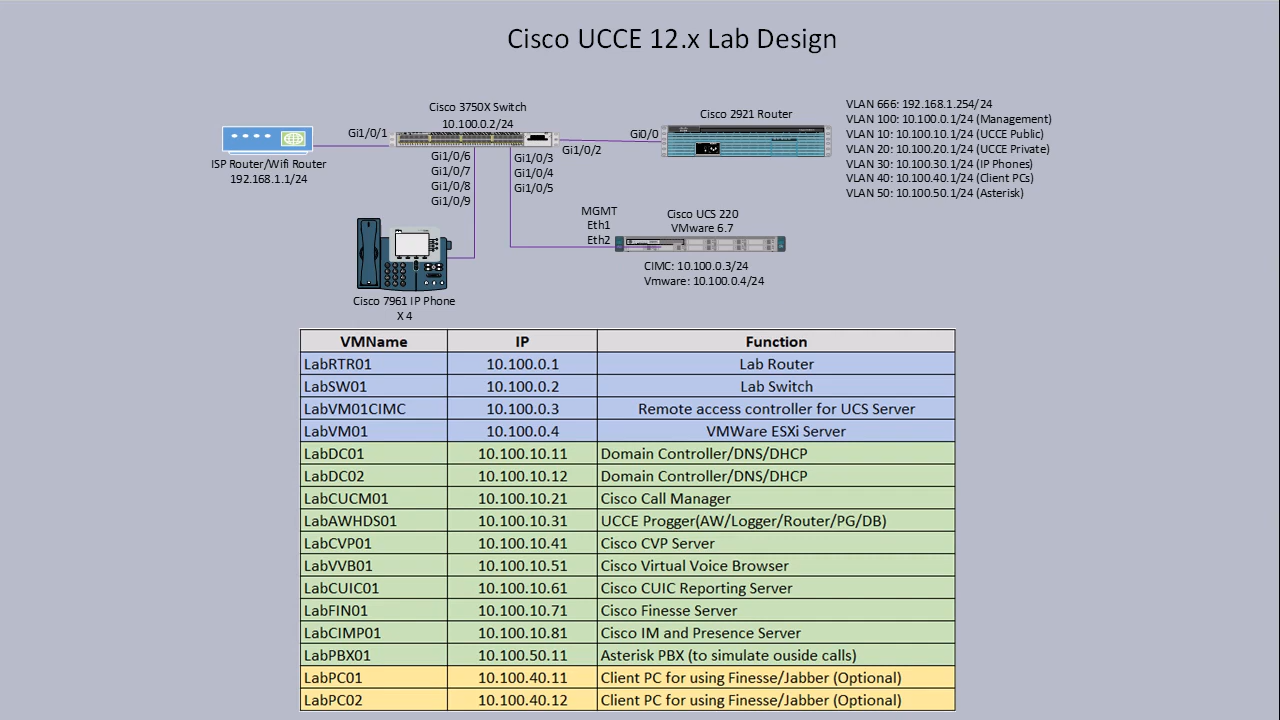 Cisco UCCE 12.x Lab Design
Cisco 3750X Switch
10.100.0.2/24
Gi1/0/1
Gi1/0/2
Gi1/0/6
Gi1/0/7
Gi1/0/8
Gi1/0/9
Gi1/0/3
Gi1/0/4
Gi1/0/5
ISP Router/Wifi Router
192.168.1.1/24
Gi0/0
Cisco 2921 Router
VLAN 666: 192.168.1.254/24
VLAN 100: 10.100.0.1/24 (Management)
VLAN 10: 10.100.10.1/24 (UCCE Public)
VLAN 20: 10.100.20.1/24 (UCCE Private)
VLAN 30: 10.100.30.1/24 (IP Phones)
VLAN 40: 10.100.40.1/24 (Client PCs)
VLAN 50: 10.100.50.1/24 (Asterisk)
MGMT
Eth1
Eth2
Cisco UCS 220
VMware 6.7
CIMC: 10.100.0.3/24
Vmware: 10.100.0.4/24
Cisco 7961 IP Phone
X 4
VMName IP Function
LabRTR01 10.100.0.1 Lab Router
LabSW01 10.100.0.2 Lab Switch
LabVM01CIMC 10.100.0.3 Remote access controller for UCS Server
LabVM01 10.100.0.4 VMWare ESXi Server
LabDC01 10.100.10.11 Domain Controller/DNS/DHCP
LabDC02 10.100.10.12 Domain Controller/DNS/DHCP
LabCUCM01 10.100.10.21 Cisco Call Manager
LabAWHDS01 10.100.10.31 UCCE Progger(AW/Logger/Router/PG/DB)
LabCVP01 10.100.10.41 Cisco CVP Server
LabVVB01 10.100.10.51 Cisco Virtual Voice Browser
LabCUIC01 10.100.10.61 Cisco CUIC Reporting Server
LabFIN01 10.100.10.71 Cisco Finesse Server
LabCIMP01 10.100.10.81 Cisco IM and Presence Server
LabPBX01 10.100.50.11 Asterisk PBX (to simulate ouside calls)
LabPC01 10.100.40.11 Client PC for using Finesse/Jabber (Optional)
LabPC02 10.100.40.12 Client PC for using Finesse/Jabber (Optional)